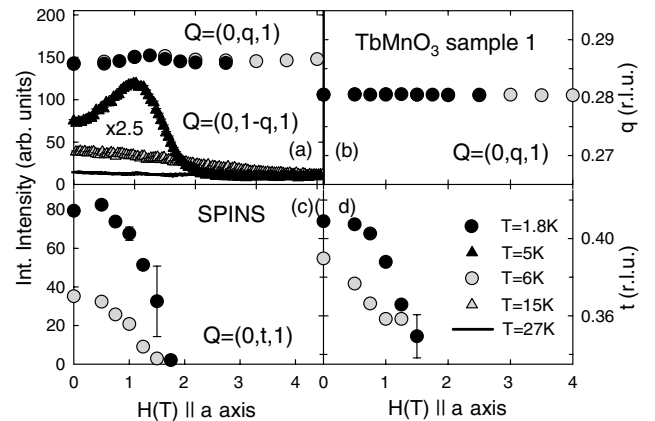 200
150
100
50
0
Int. Intensity (arb. units)
Q=(0,q,1)
Q=(0,1-q,1)
x2.5
(a)
TbMnO3 sample 1
(b)
Q=(0,q,1)
0.29
0.28
0.27
q (r.l.u.)
80
60
40
20
0
SPINS
(c)
Q=(0,t,1)
(d)
T=1.8K
T=5K
T=6K
T=15K
T=27K
0.40
0.36
t (r.l.u.)
0 1 2 3 4
0 1 2 3 4
H(T) || a axis
H(T) || a axis